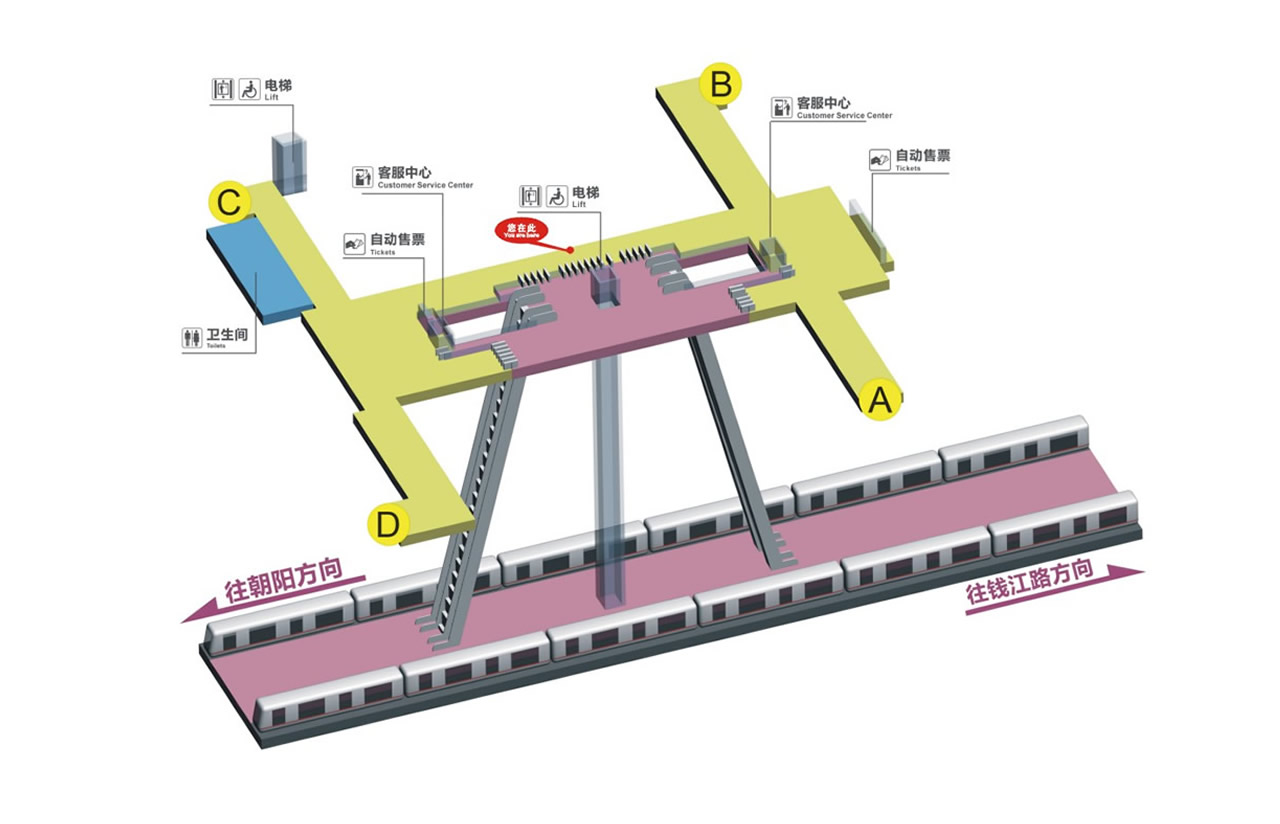 电梯
Lift
B
客服中心
Customer Service Center
自动售票
Tickets
客服中心
Customer Service Center
电梯
Lift
C
您在此
You are here
自动售票
Tickets
卫生间
Toilets
A
D
往朝阳方向
往钱江路方向